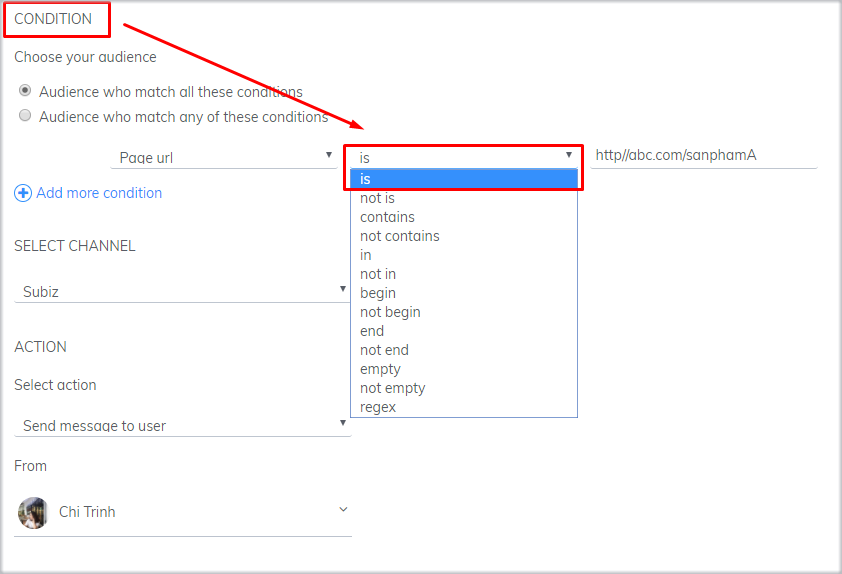 CONDITION
Choose your audience
Audience who match all these conditions
Audience who match any of these conditions
Page url is http//abc.com/sanphamA
is
not is
contains
not contains
in
not in
begin
not begin
end
not end
empty
not empty
regex
Add more condition
SELECT CHANNEL
Subiz
ACTION
Select action
Send message to user
From
Chi Trinh